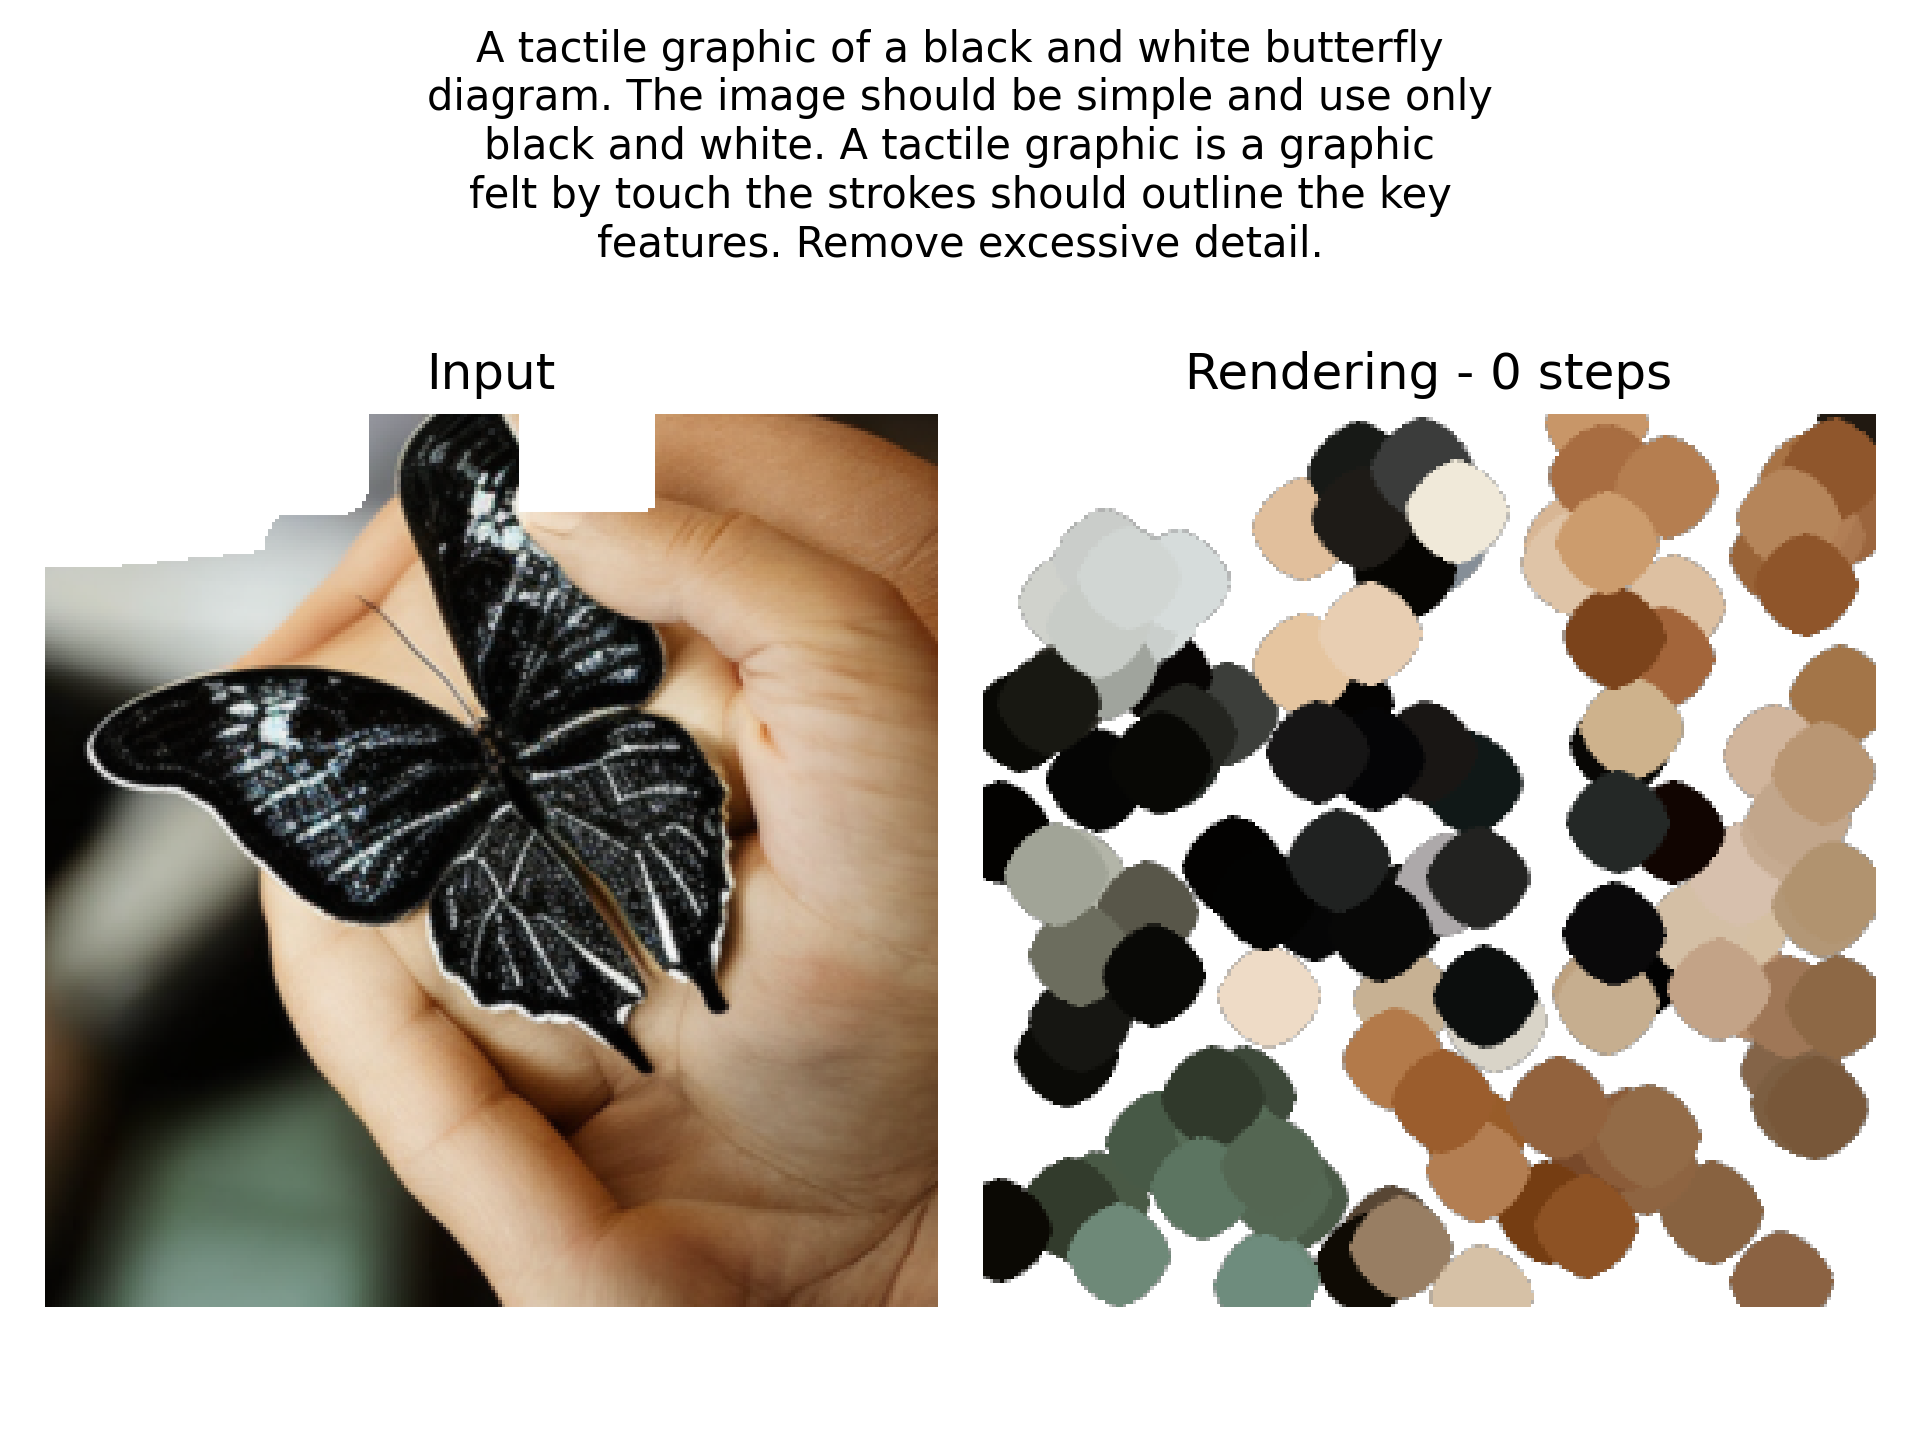 A tactile graphic of a black and white butterfly
diagram. The image should be simple and use only
black and white. A tactile graphic is a graphic
felt by touch the strokes should outline the key
features. Remove excessive detail.
Input
Rendering - 0 steps